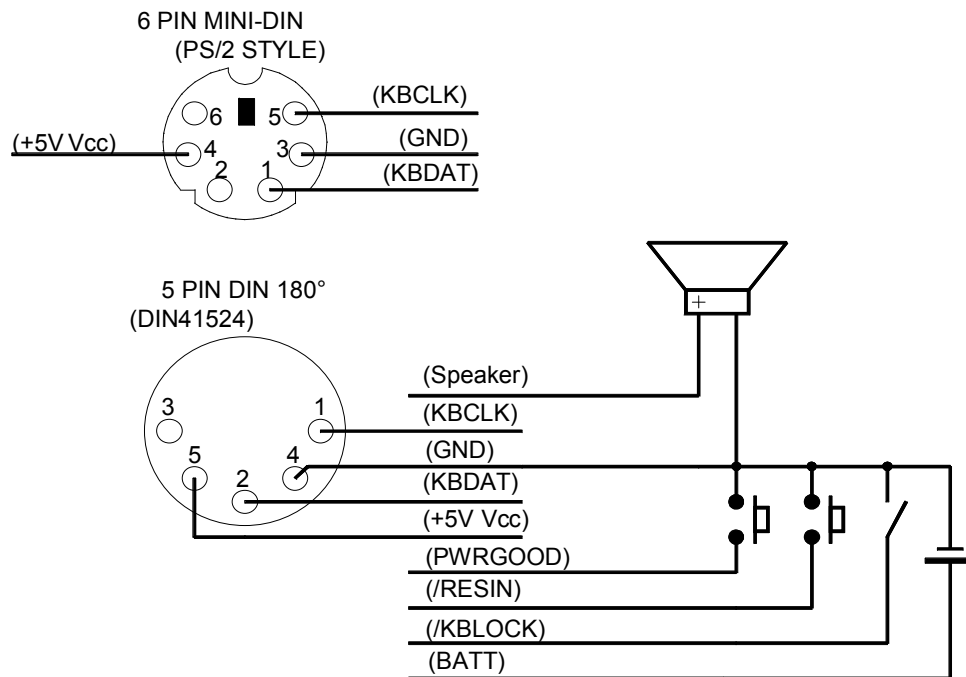 6 PIN MINI-DIN
(PS/2 STYLE)
(KBCLK)
6
5
(+5V Vcc)
(GND)
4
3
(KBDAT)
2
1
5 PIN DIN 180°
(DIN41524)
+
(Speaker)
(KBCLK)
3
1
(GND)
5
4
2
(KBDAT)
(+5V Vcc)
(PWRGOOD)
(/RESIN)
(/KBLOCK)
(BATT)